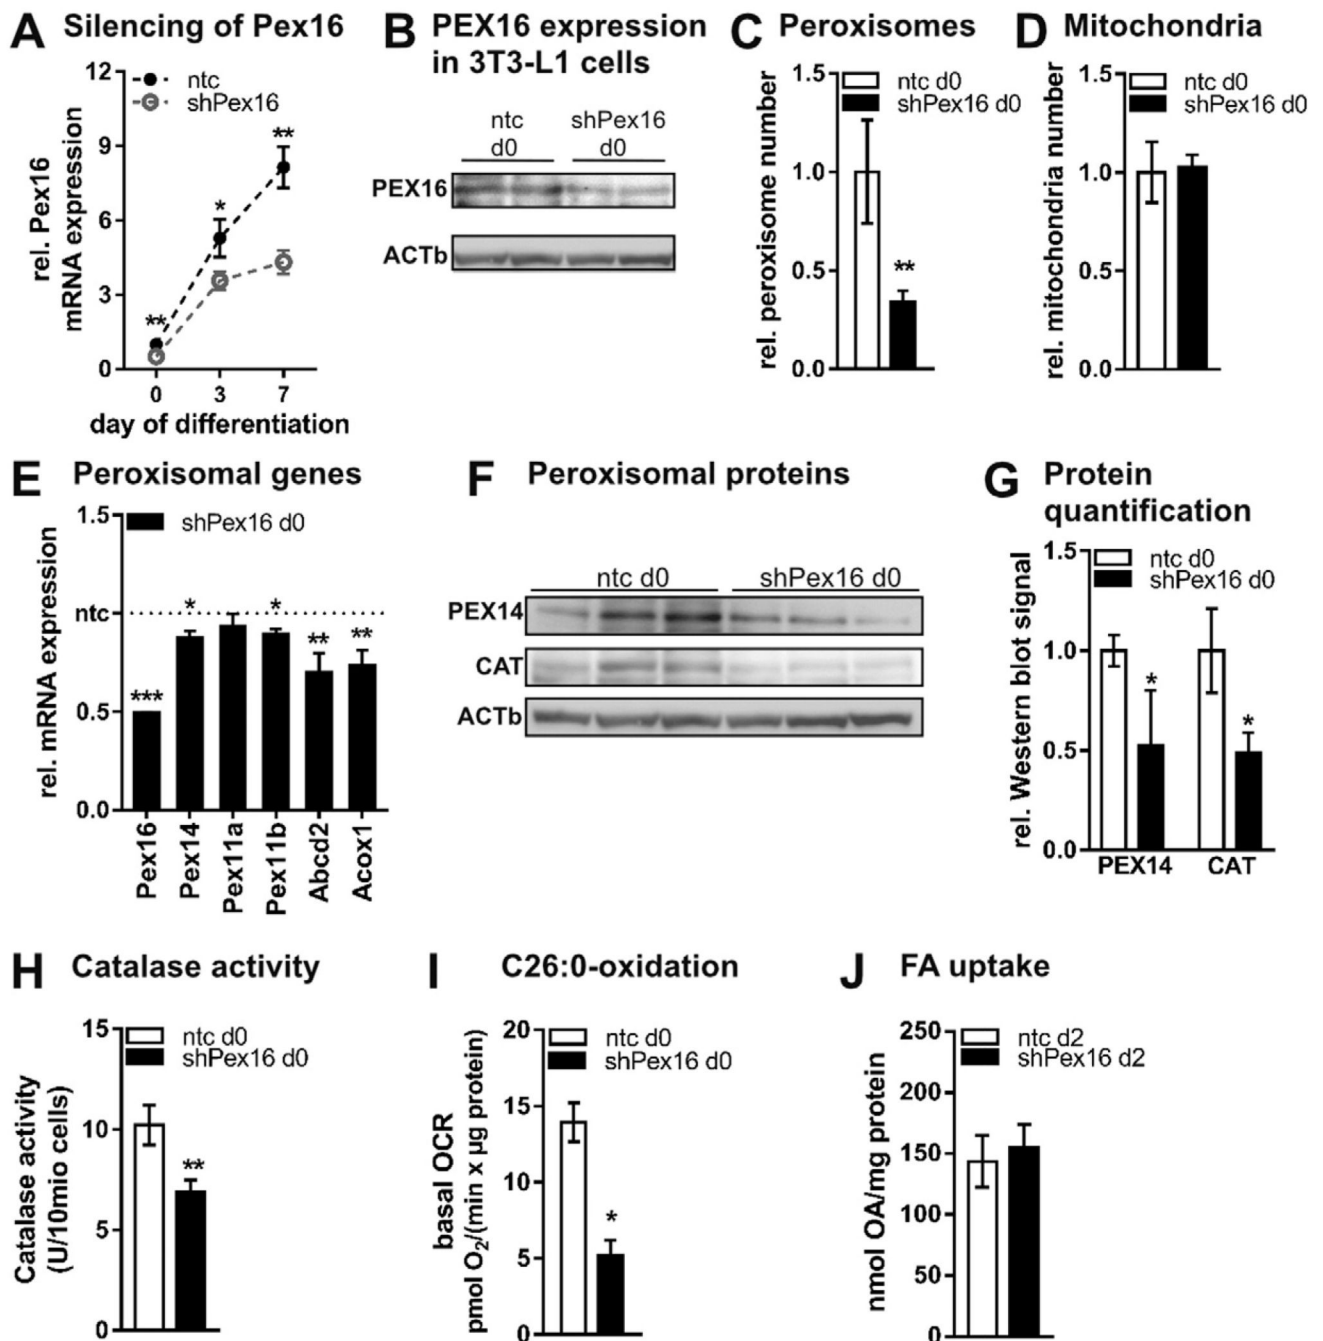 A Silencing of Pex16
rel. Pex16
mRNA expression
12
9
6
3
0
ntc
shPex16
**
*
**
0 3 7
day of differentiation
B PEX16 expression
in 3T3-L1 cells
ntc shPex16
d0 d0
PEX16
ACTb
C Peroxisomes
rel. peroxisome number
1.5
1.0
0.5
0.0
ntc d0
shPex16 d0
**
D Mitochondria
rel. mitochondria number
1.5
1.0
0.5
0.0
ntc d0
shPex16 d0
E Peroxisomal genes
rel. mRNA expression
1.5
ntc
0.5
0.0
shPex16 d0
*** * * ** **
Pex16
Pex14
Pex11a
Pex11b
Abcd2
Acox1
F Peroxisomal proteins
ntc d0 shPex16 d0
PEX14
CAT
ACTb
G Protein
quantification
rel. Western blot signal
1.5
1.0
0.5
0.0
ntc d0
shPex16 d0
* *
PEX14 CAT
H Catalase activity
Catalase activity
(U/10mio cells)
15
10
5
0
ntc d0
shPex16 d0
**
I C26:0-oxidation
basal OCR
pmol O₂/(min x µg protein)
20
15
10
5
0
ntc d0
shPex16 d0
*
J FA uptake
nmol OA/mg protein
250
200
150
100
50
0
ntc d2
shPex16 d2